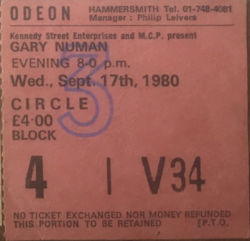 ODEON HAMMERSMITH Tel. 01-748-4081
Manager : Philip Leivers
Kennedy Street Enterprises and M.C.P. present
GARY NUMAN
EVENING 8-0 p.m.
Wed., Sept. 17th, 1980
3
CIRCLE
£4·00
BLOCK
4 | V34
NO TICKET EXCHANGED NOR MONEY REFUNDED
THIS PORTION TO BE RETAINED [P.T.O.